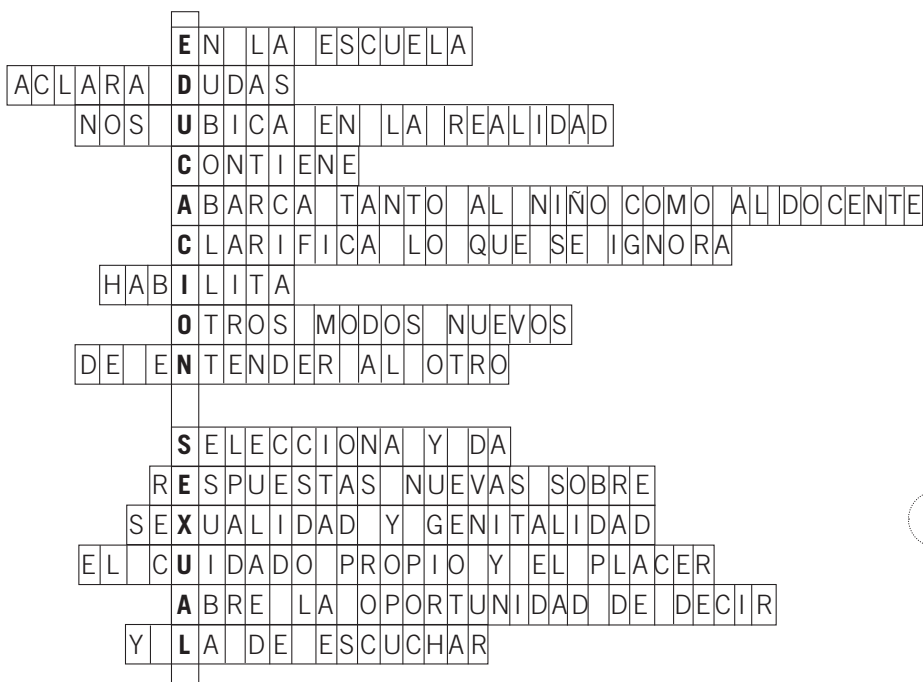 EN LA ESCUELA
ACLARA DUDAS
NOS UBICA EN LA REALIDAD
CONTIENE
ABARCA TANTO AL NIÑO COMO AL DOCENTE
CLARIFICA LO QUE SE IGNORA
HABILITA
OTROS MODOS NUEVOS
DE ENTENDER AL OTRO
SELECCIONA Y DA
RESPUESTAS NUEVAS SOBRE
SEXUALIDAD Y GENITALIDAD
EL CUIDADO PROPIO Y EL PLACER
ABRE LA OPORTUNIDAD DE DECIR
Y LA DE ESCUCHAR